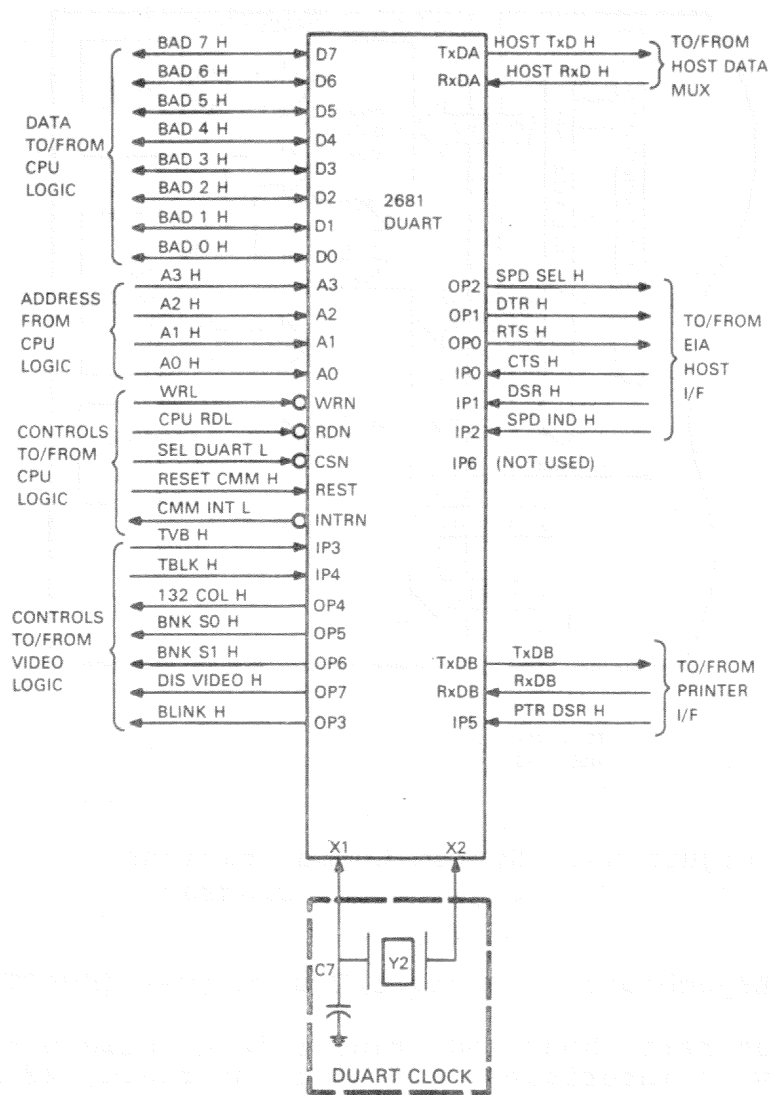 DATA
TO/FROM
CPU
LOGIC
BAD 7 H
BAD 6 H
BAD 5 H
BAD 4 H
BAD 3 H
BAD 2 H
BAD 1 H
BAD 0 H
ADDRESS
FROM
CPU
LOGIC
A3 H
A2 H
A1 H
A0 H
CONTROLS
TO/FROM
CPU
LOGIC
WRL
CPU RDL
SEL DUART L
RESET CMM H
CMM INT L
CONTROLS
TO/FROM
VIDEO
LOGIC
TVB H
TBLK H
132 COL H
BNK S0 H
BNK S1 H
DIS VIDEO H
BLINK H
D7
D6
D5
D4
D3
D2
D1
D0
A3
A2
A1
A0
WRN
RDN
CSN
REST
INTRN
IP3
IP4
OP4
OP5
OP6
OP7
OP3
2681
DUART
TxDA
RxDA
OP2
OP1
OP0
IP0
IP1
IP2
IP6
TxDB
RxDB
IP5
X1
X2
HOST TxD H
HOST RxD H
TO/FROM
HOST DATA
MUX
SPD SEL H
DTR H
RTS H
CTS H
DSR H
SPD IND H
(NOT USED)
TO/FROM
EIA
HOST
I/F
TxDB
RxDB
PTR DSR H
TO/FROM
PRINTER
I/F
C7
Y2
DUART CLOCK